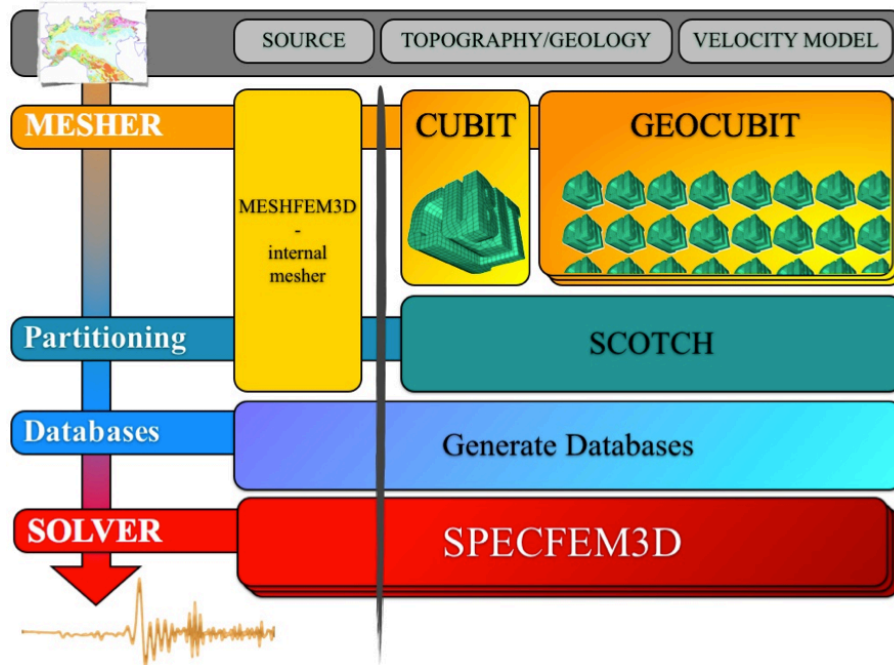 SOURCE
TOPOGRAPHY/GEOLOGY
VELOCITY MODEL
MESHER
CUBIT
GEOCUBIT
MESHFEM3D
-
internal
mesher
Partitioning
SCOTCH
Databases
Generate Databases
SOLVER
SPECFEM3D